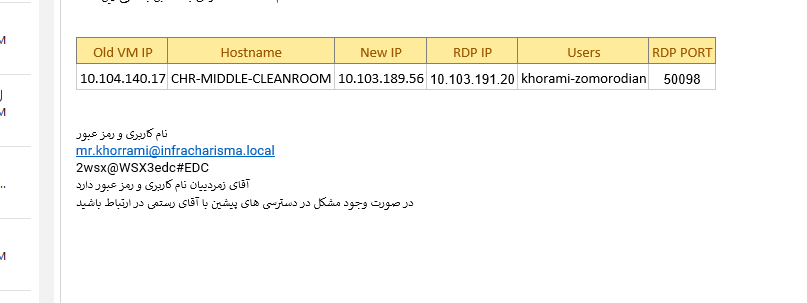 Old VM IP Hostname New IP RDP IP Users RDP PORT
10.104.140.17 CHR-MIDDLE-CLEANROOM 10.103.189.56 10.103.191.20 khorami-zomorodian 50098
نام کاربری و رمز عبور
mr.khorrami@infracharisma.local
2wsx@WSX3edc#EDC
آقای زمردییان نام کاربری و رمز عبور دارد
در صورت وجود مشکل در دسترسی های پیشین با آقای رستمی در ارتباط باشید